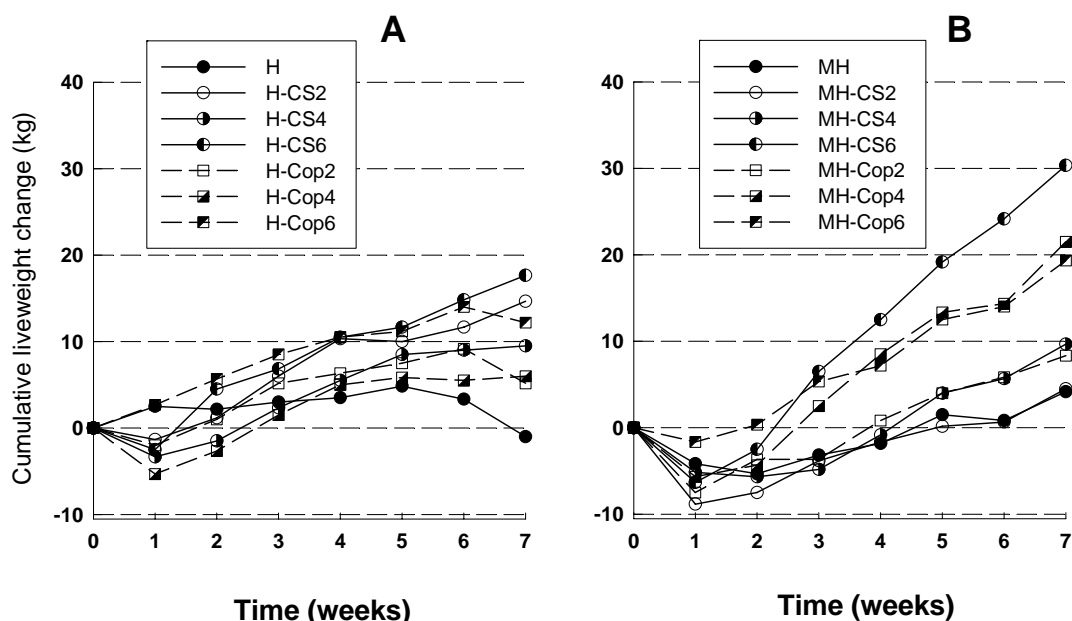 A
B
H
H-CS2
H-CS4
H-CS6
H-Cop2
H-Cop4
H-Cop6
MH
MH-CS2
MH-CS4
MH-CS6
MH-Cop2
MH-Cop4
MH-Cop6
Cumulative liveweight change (kg)
40
30
20
10
0
-10
0 1 2 3 4 5 6 7
Time (weeks)
40
30
20
10
0
-10
0 1 2 3 4 5 6 7
Time (weeks)